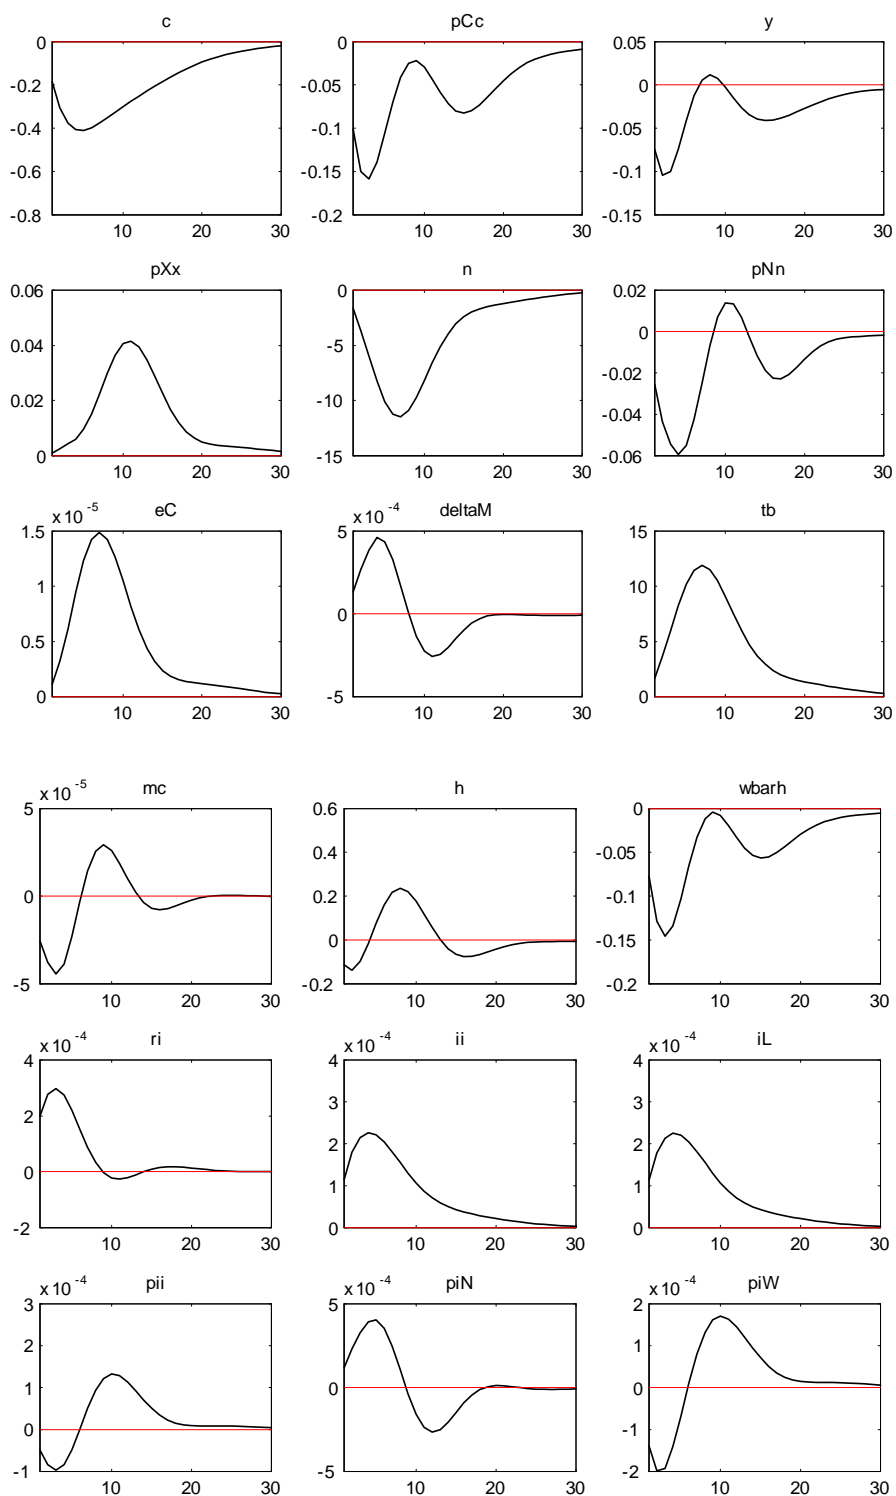 c pCc y
0 0 0.05
-0.2 -0.05 0
-0.4 -0.1 -0.05
-0.6 -0.15 -0.1
-0.8 -0.2 -0.15
10 20 30 10 20 30 10 20 30
pXx n pNn
0.06 0 0.02
0.04 -5 0
0.02 -10 -0.02
-0.04
0 -15 -0.06
10 20 30 10 20 30 10 20 30
x 10 -5 eC x 10 -4 deltaM tb
1.5 5 15
1 0 10
0.5 5
0 -5 0
10 20 30 10 20 30 10 20 30
x 10 -5 mc h wbarh
5 0.6 0
0.4 -0.05
0 0.2 -0.1
0 -0.15
-5 -0.2 -0.2
10 20 30 10 20 30 10 20 30
x 10 -4 ri x 10 -4 ii x 10 -4 iL
4 4 4
2 3 3
2 2
0 1 1
-2 0 0
10 20 30 10 20 30 10 20 30
x 10 -4 pii x 10 -4 piN x 10 -4 piW
3 5 2
2 1
1 0 0
0 -1
-1 -5 -2
10 20 30 10 20 30 10 20 30